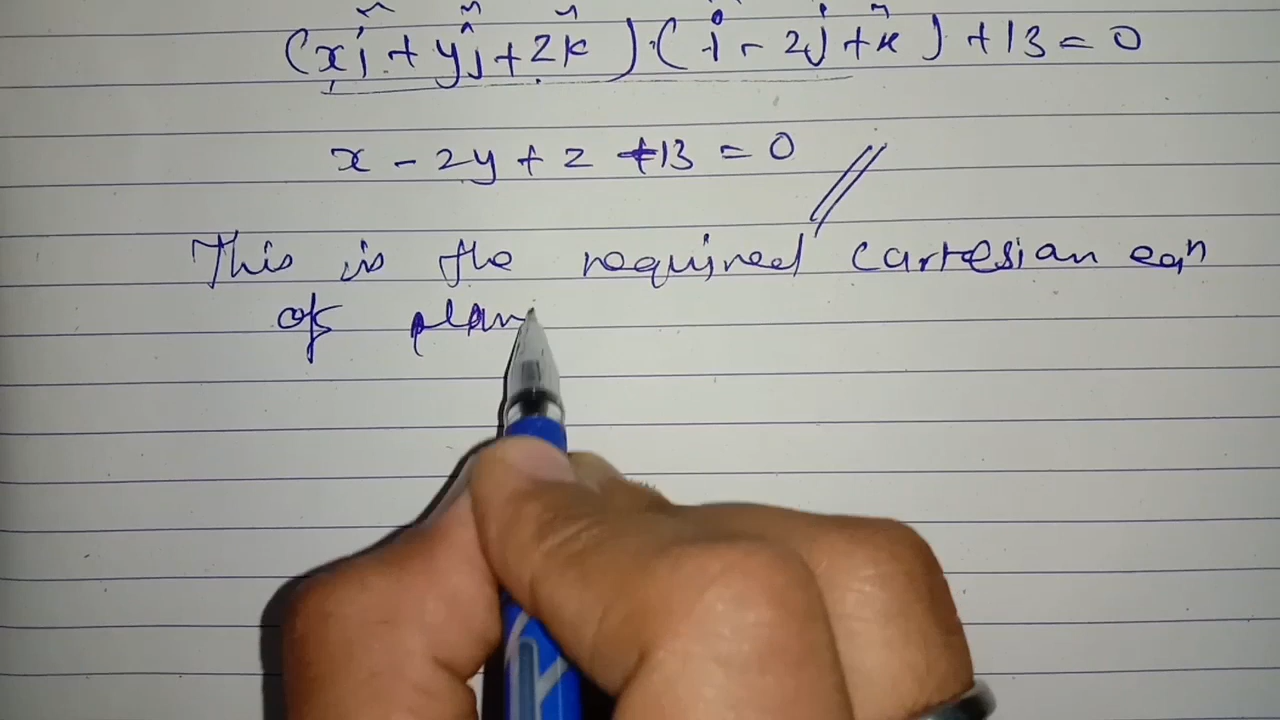 (xî + yĵ + zk̂).(î - 2ĵ + k̂) + 13 = 0
x - 2y + z + 13 = 0
This is the required cartesian eqn
of plan